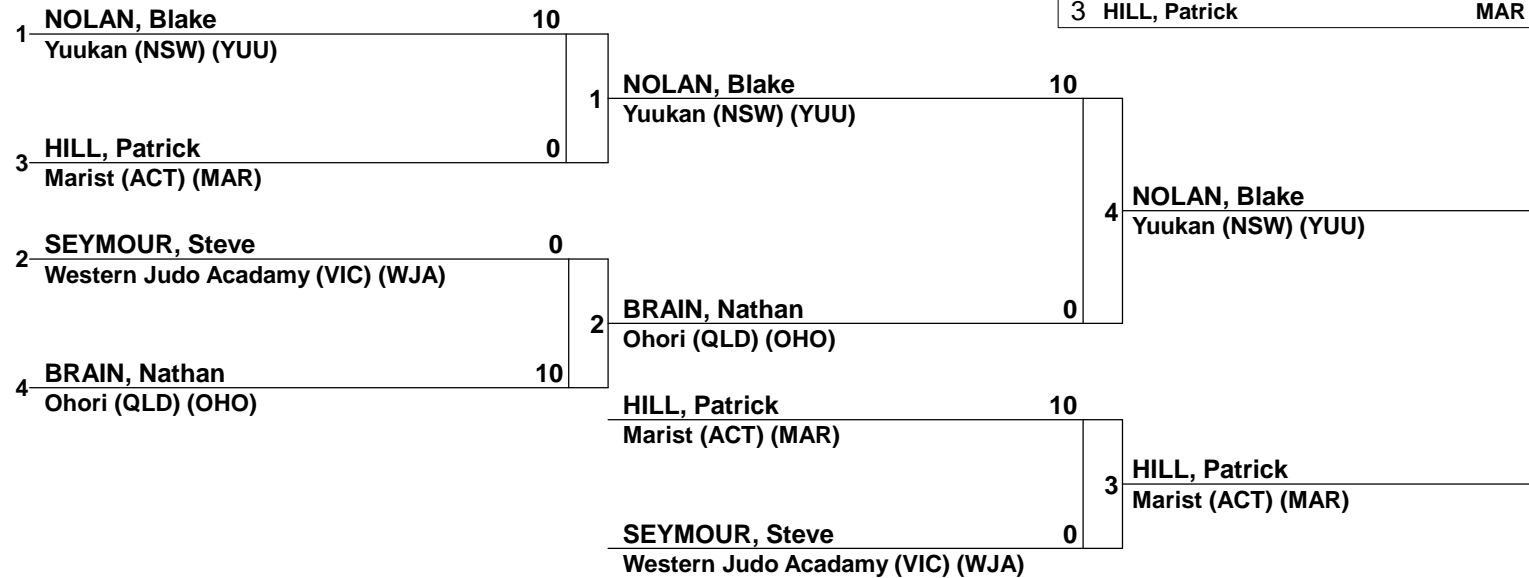 3 HILL, Patrick MAR
1 NOLAN, Blake 10
Yuukan (NSW) (YUU)
3 HILL, Patrick 0
Marist (ACT) (MAR)
2 SEYMOUR, Steve 0
Western Judo Acadamy (VIC) (WJA)
4 BRAIN, Nathan 10
Ohori (QLD) (OHO)
1
2
NOLAN, Blake 10
Yuukan (NSW) (YUU)
BRAIN, Nathan 0
Ohori (QLD) (OHO)
HILL, Patrick 10
Marist (ACT) (MAR)
SEYMOUR, Steve 0
Western Judo Acadamy (VIC) (WJA)
4
NOLAN, Blake
Yuukan (NSW) (YUU)
3
HILL, Patrick
Marist (ACT) (MAR)